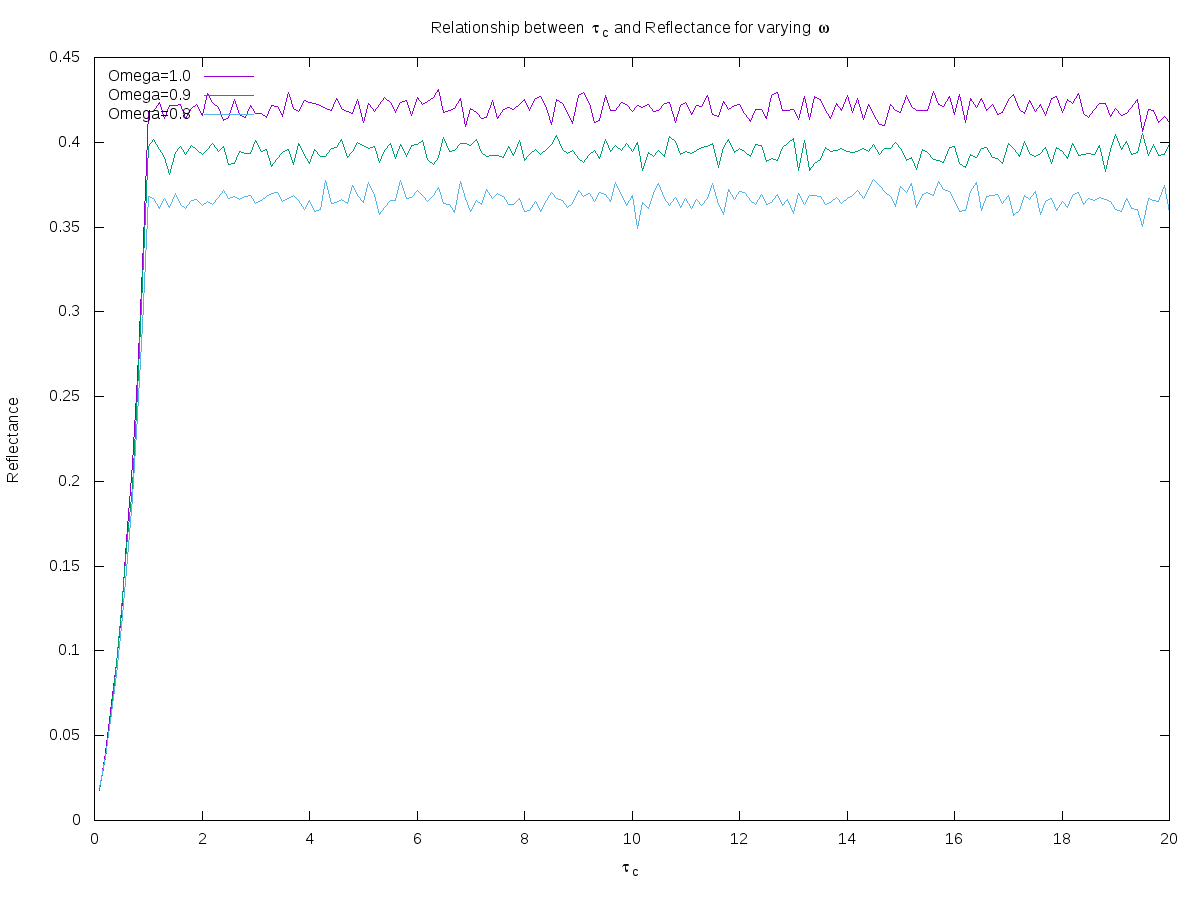 Relationship between τc and Reflectance for varying ω
0.45
0.4
0.35
0.3
0.25
0.2
0.15
0.1
0.05
0
Omega=1.0
Omega=0.9
Omega=0.8
Reflectance
0 2 4 6 8 10 12 14 16 18 20
τc